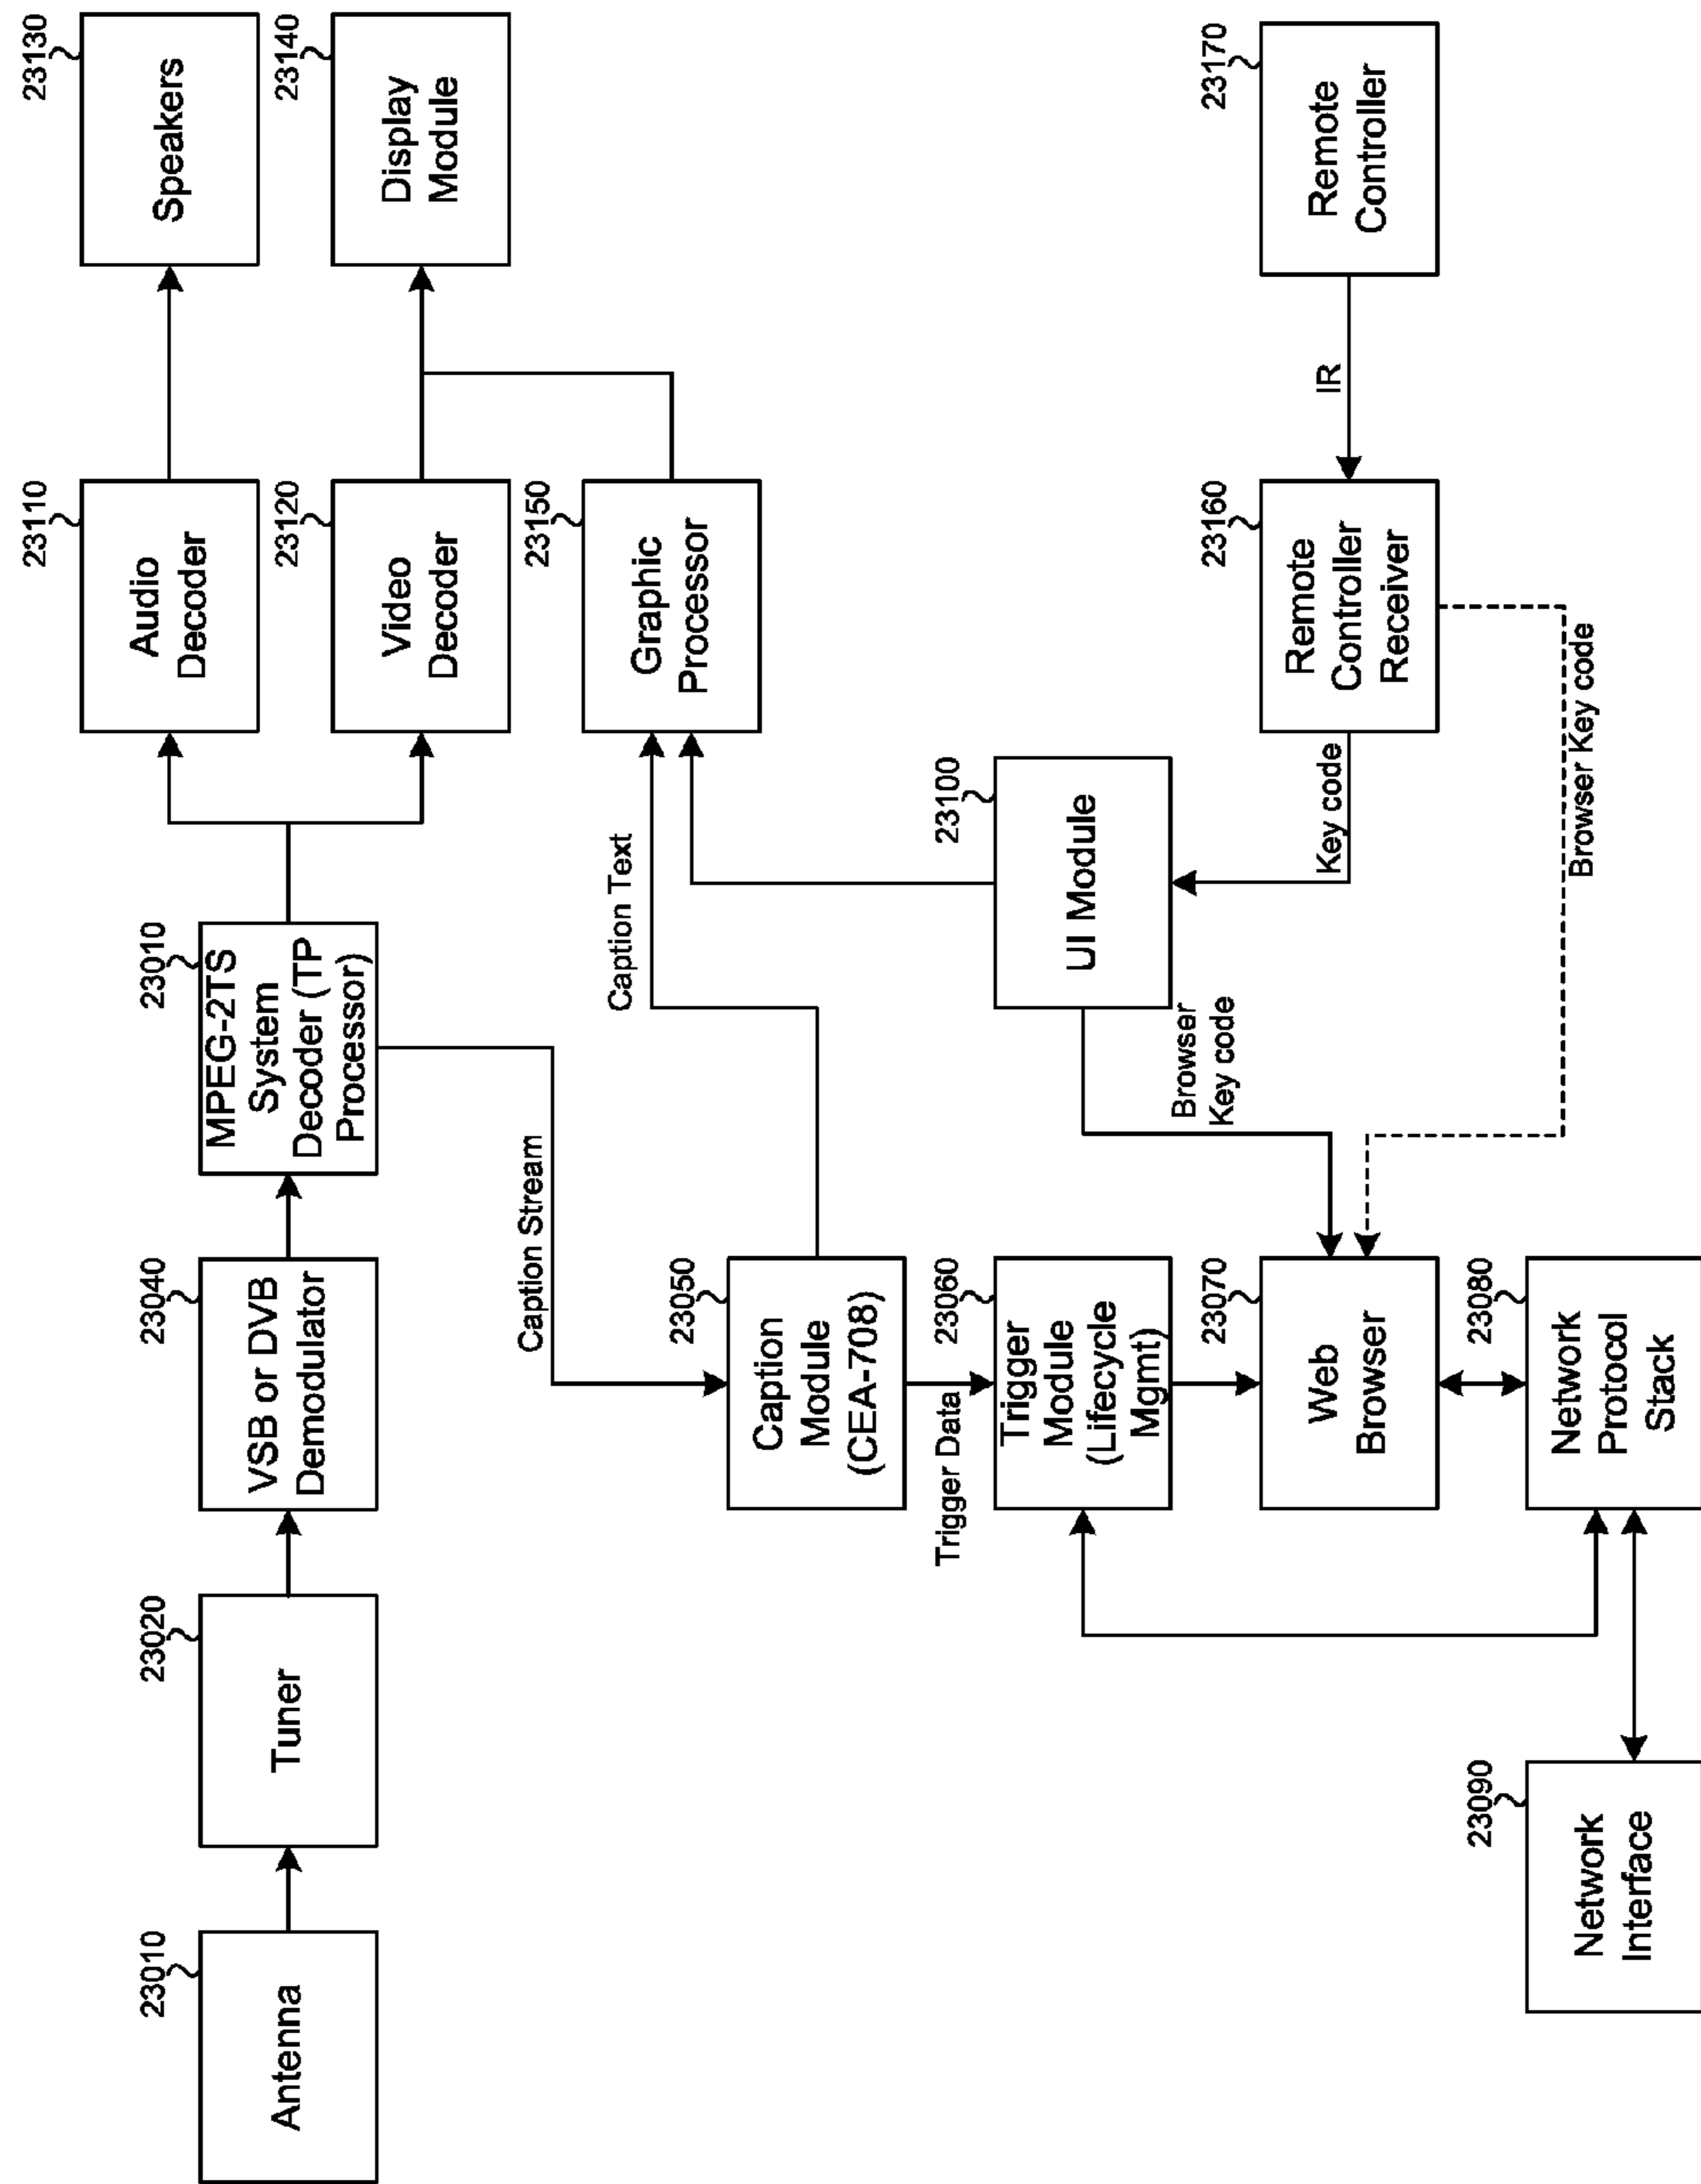 23010
Antenna
23020
Tuner
23040
VSB or DVB
Demodulator
23010
MPEG-2TS
System
Decoder (TP
Processor)
23110
Audio
Decoder
23130
Speakers
23120
Video
Decoder
23140
Display
Module
Caption Stream
Caption Text
23150
Graphic
Processor
23050
Caption
Module
(CEA-708)
Trigger Data
23060
Trigger
Module
(Lifecycle
Mgmt)
23100
UI Module
Browser
Key code
Key code
23160
Remote
Controller
Receiver
IR
23170
Remote
Controller
Browser Key code
23070
Web
Browser
23080
Network
Protocol
Stack
23090
Network
Interface